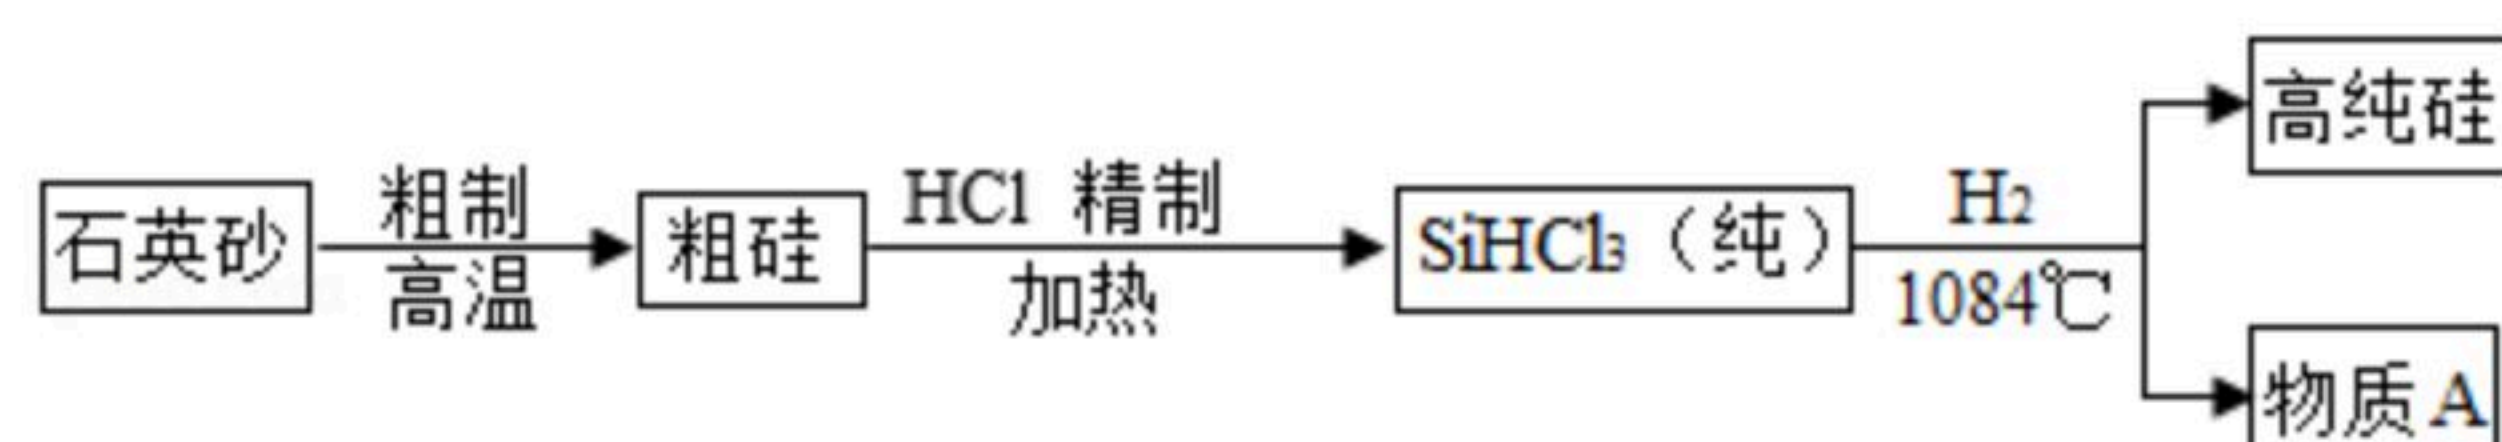 石英砂
粗制
高温
粗硅
HCl 精制
加热
SiHCl₃（纯）
H₂
1084℃
高纯硅
物质A